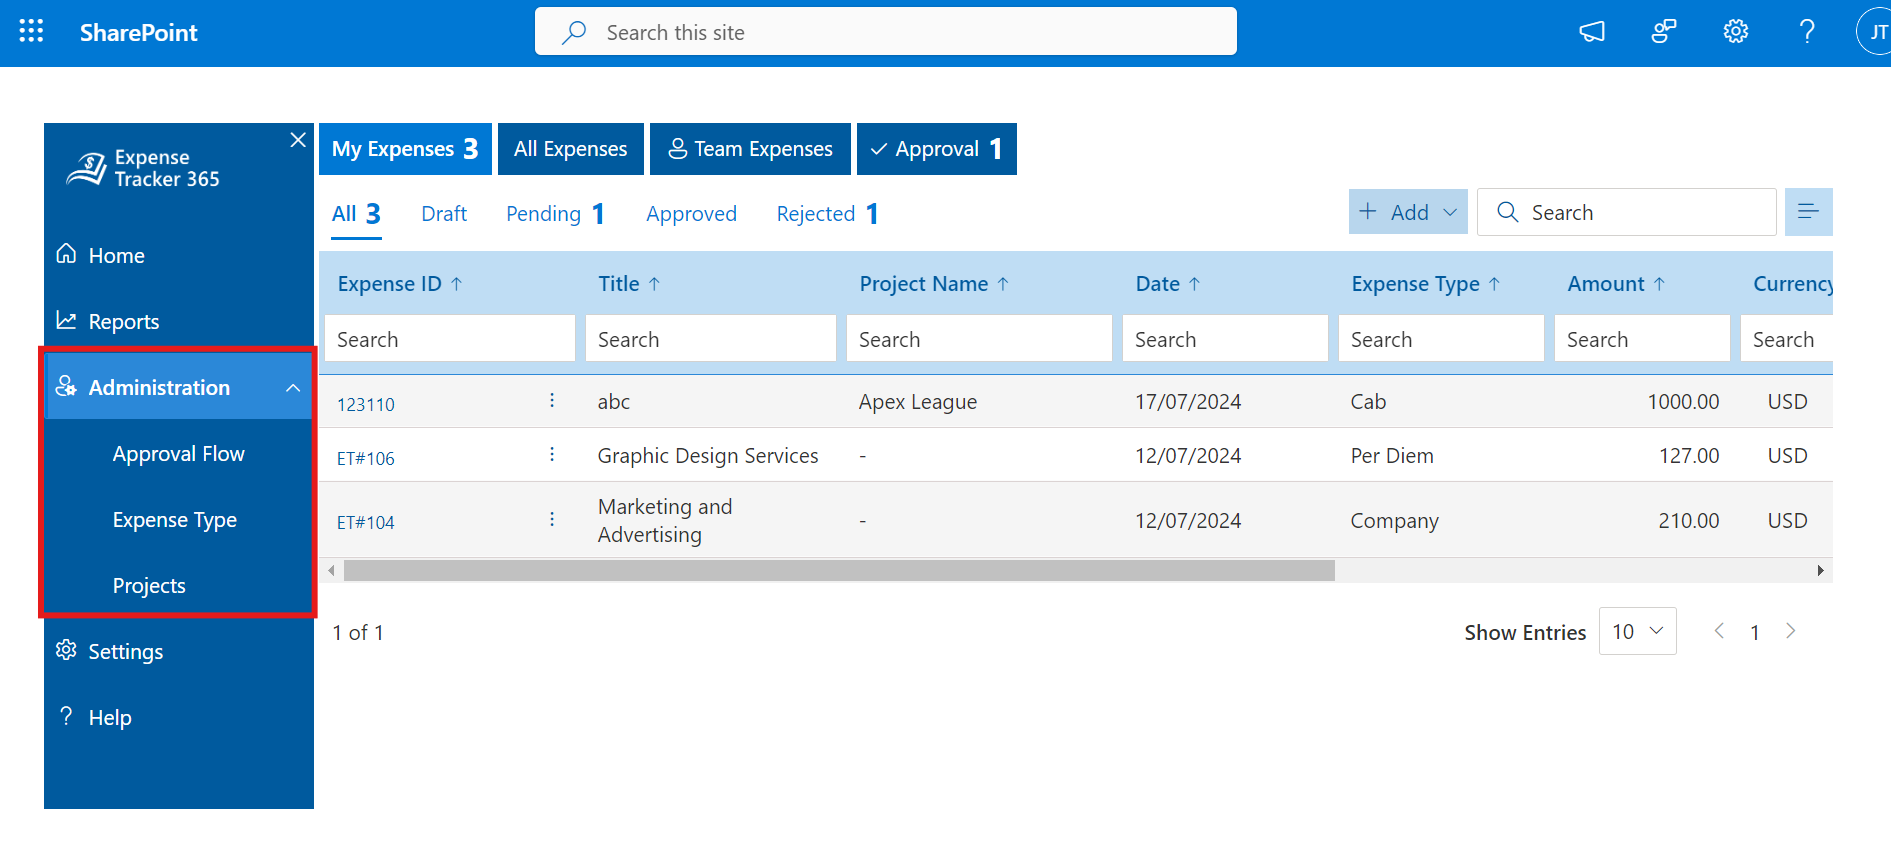 SharePoint
Search this site
JT
Expense
Tracker 365
Home
Reports
Administration
Approval Flow
Expense Type
Projects
Settings
Help
My Expenses 3
All Expenses
Team Expenses
Approval 1
All 3
Draft
Pending 1
Approved
Rejected 1
Add
Search
Expense ID
Title
Project Name
Date
Expense Type
Amount
Currency
Search
Search
Search
Search
Search
Search
Search
123110
abc
Apex League
17/07/2024
Cab
1000.00
USD
ET#106
Graphic Design Services
-
12/07/2024
Per Diem
127.00
USD
ET#104
Marketing and
Advertising
-
12/07/2024
Company
210.00
USD
1 of 1
Show Entries
10
1